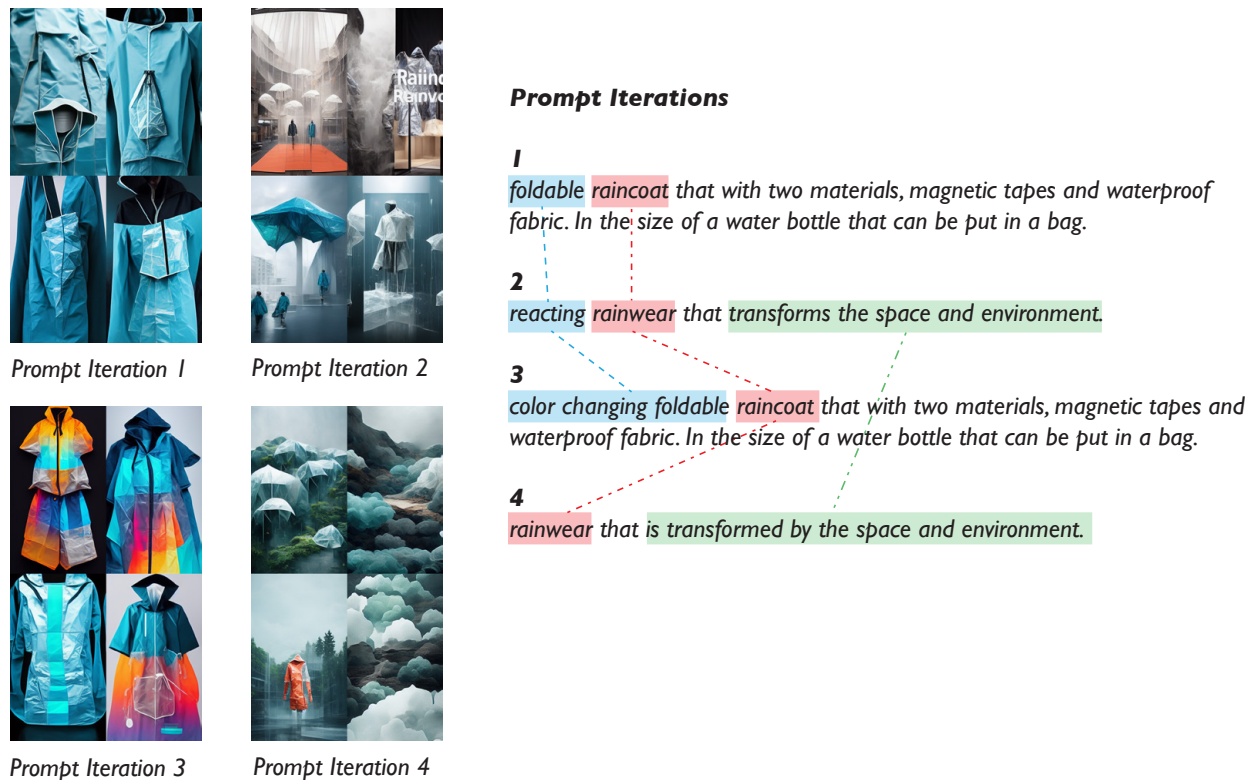 Raiinc
Reinvo
Prompt Iteration 1
Prompt Iteration 2
Prompt Iteration 3
Prompt Iteration 4
Prompt Iterations
1
foldable raincoat that with two materials, magnetic tapes and waterproof
fabric. In the size of a water bottle that can be put in a bag.
2
reacting rainwear that transforms the space and environment.
3
color changing foldable raincoat that with two materials, magnetic tapes and
waterproof fabric. In the size of a water bottle that can be put in a bag.
4
rainwear that is transformed by the space and environment.